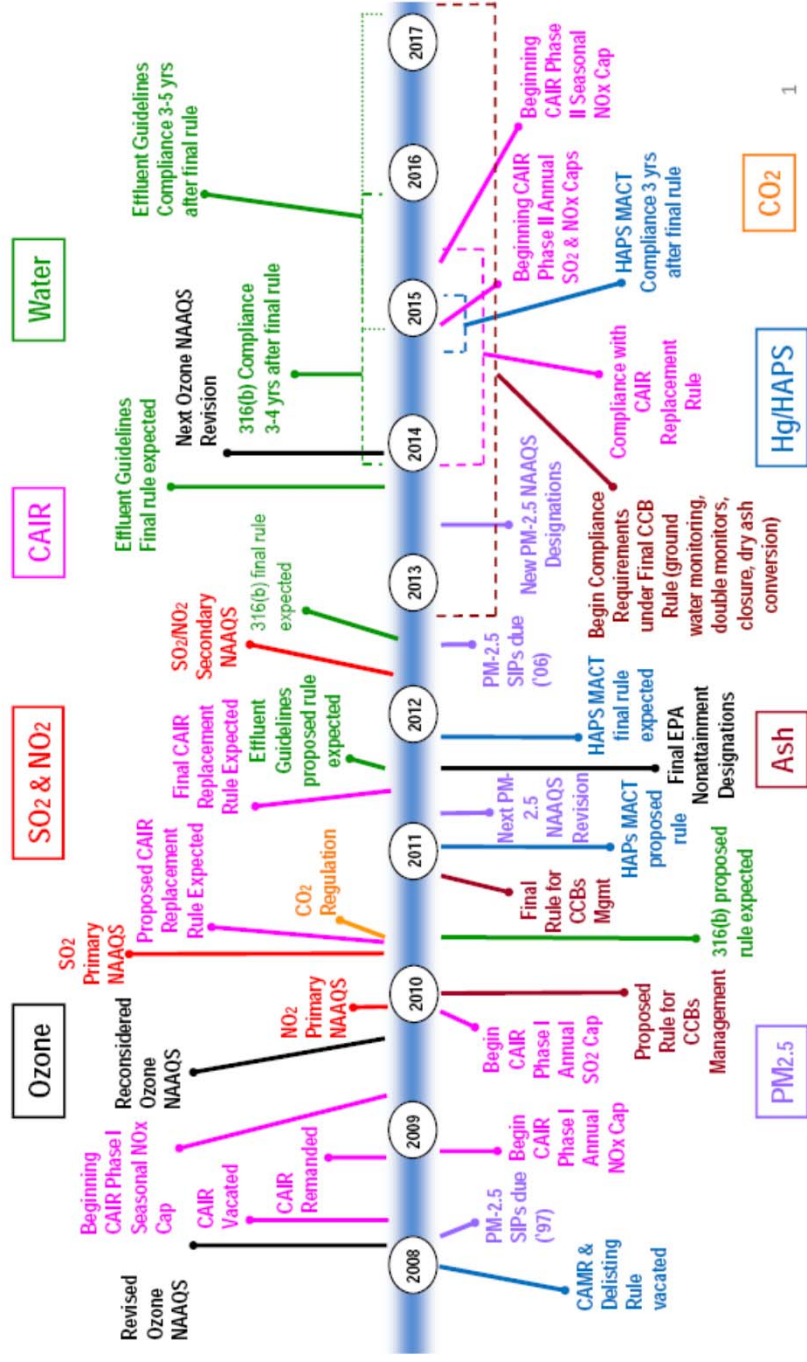 Ozone
SO2 & NO2
CAIR
Water
Revised
Ozone
NAAQS
Beginning
CAIR Phase I
Seasonal NOx
Cap
CAIR
Vacated
CAIR
Remanded
Reconsidered
Ozone
NAAQS
NO2
Primary
NAAQS
SO2
Primary
NAAQS
Proposed CAIR
Replacement
Rule Expected
CO2
Regulation
Final CAIR
Replacement
Rule Expected
Effluent
Guidelines
proposed rule
expected
SO2/NO2
Secondary
NAAQS
316(b) final rule
expected
Effluent Guidelines
Final rule expected
Next Ozone NAAQS
Revision
316(b) Compliance
3-4 yrs after final rule
Effluent Guidelines
Compliance 3-5 yrs
after final rule
2008
2009
2010
2011
2012
2013
2014
2015
2016
2017
CAMR &
Delisting
Rule
vacated
PM-2.5
SIPs due
('97)
Begin
CAIR
Phase I
Annual
NOx Cap
Begin
CAIR
Phase I
Annual
SO2 Cap
Proposed
Rule for
CCBs
Management
316(b) proposed
rule expected
Final
Rule for
CCBs
Mgmt
HAPs MACT
proposed
rule
Next PM-
2.5
NAAQS
Revision
Final EPA
Nonattainment
Designations
HAPS MACT
final rule
expected
PM-2.5
SIPs due
('06)
New PM-2.5 NAAQS
Designations
Begin Compliance
Requirements
under Final CCB
Rule (ground
water monitoring,
double monitors,
closure, dry ash
conversion)
Compliance with
CAIR
Replacement
Rule
HAPS MACT
Compliance 3 yrs
after final rule
Beginning CAIR
Phase II Annual
SO2 & NOx Caps
Beginning
CAIR Phase
II Seasonal
NOx Cap
PM2.5
Ash
Hg/HAPS
CO2
1